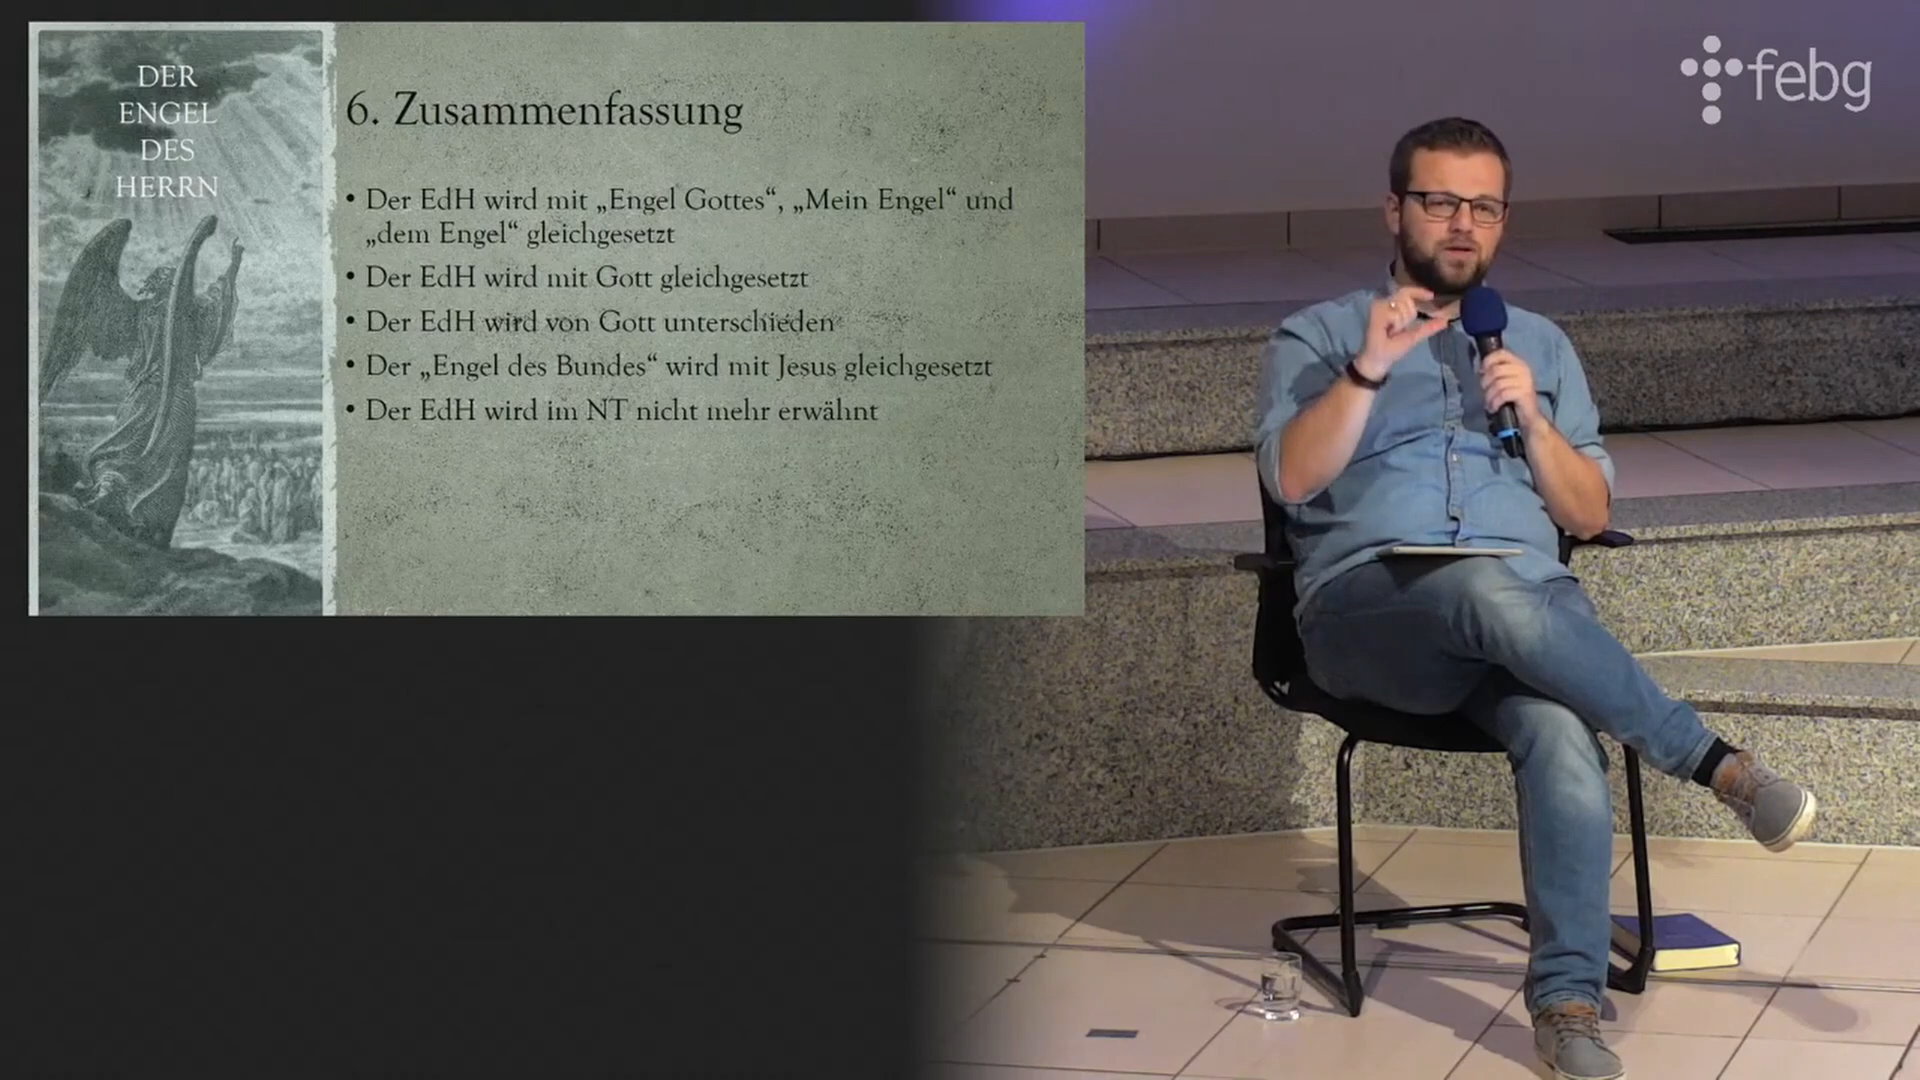 DER
ENGEL
DES
HERRN
6. Zusammenfassung
• Der EdH wird mit „Engel Gottes“, „Mein Engel“ und
„dem Engel“ gleichgesetzt
• Der EdH wird mit Gott gleichgesetzt
• Der EdH wird von Gott unterschieden
• Der „Engel des Bundes“ wird mit Jesus gleichgesetzt
• Der EdH wird im NT nicht mehr erwähnt
febg